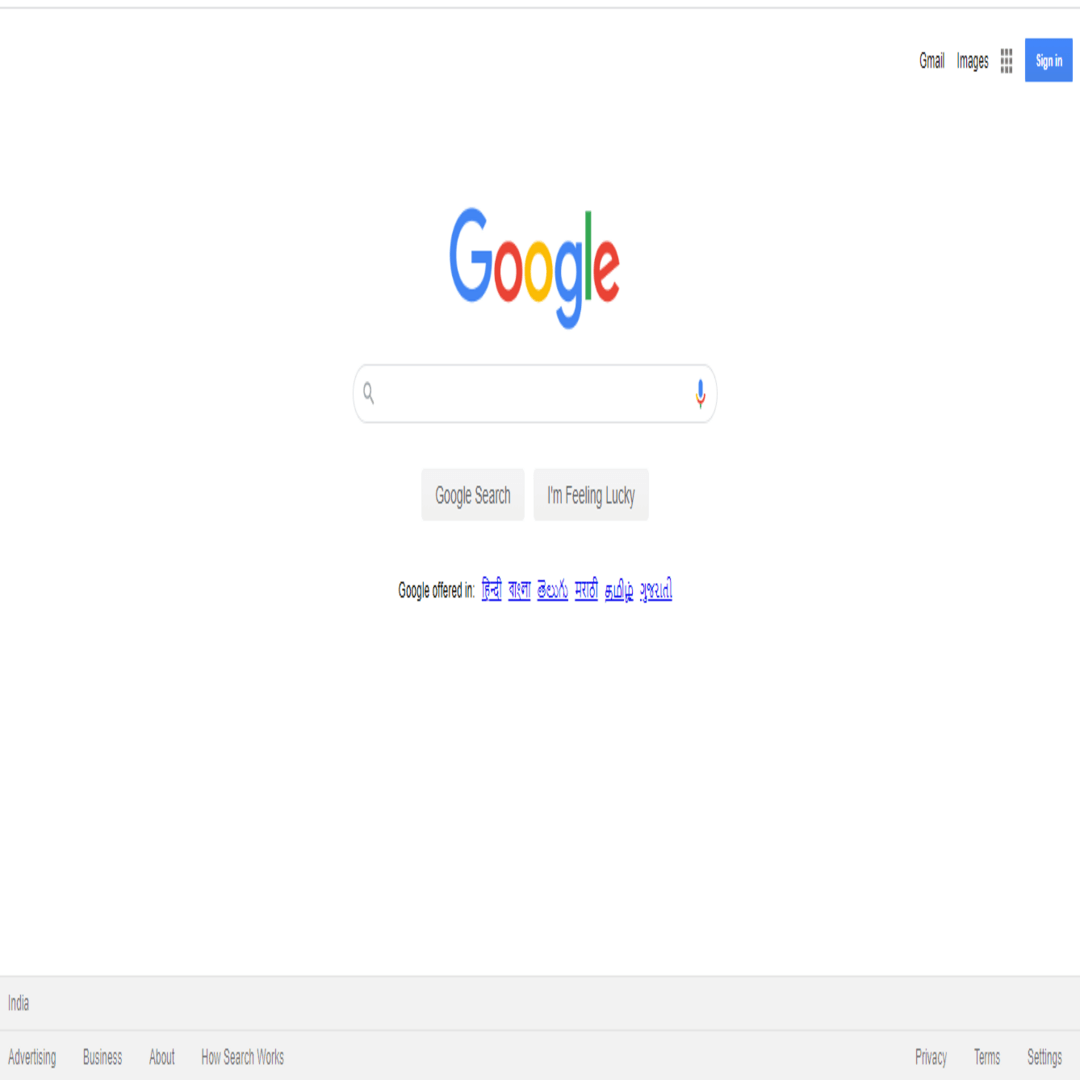 Gmail Images Sign in
Google
Google Search I'm Feeling Lucky
Google offered in: हिन्दी বাংলা తెలుగు मराठी தமிழ் ગુજરાતી
India
Advertising Business About How Search Works Privacy Terms Settings